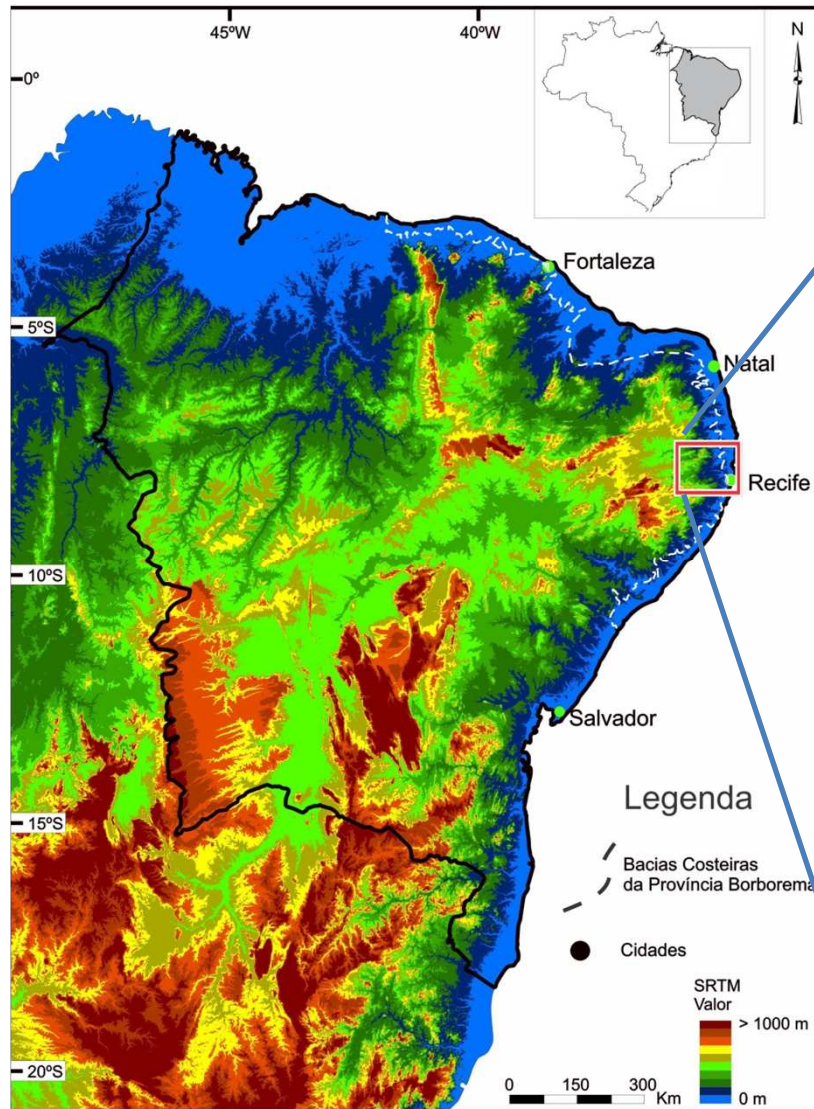 45ºW
40ºW
N
0º
Fortaleza
5ºS
Natal
Recife
10ºS
Salvador
Legenda
15ºS
Bacias Costeiras
da Província Borborema
Cidades
SRTM
Valor
> 1000 m
20ºS
0 150 300
Km
0 m